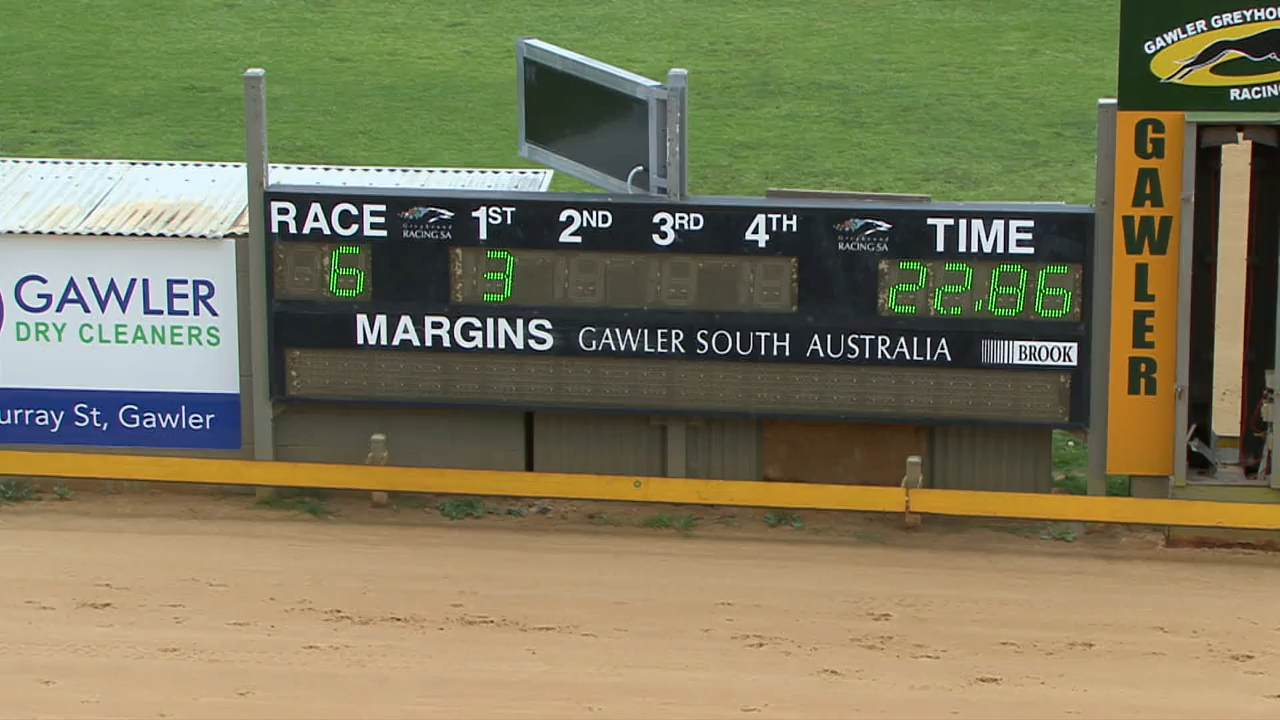 GAWLER GREYHO
RACING
GAWLER
RACE
Greyhound
RACING SA
1ST
2ND
3RD
4TH
Greyhound
RACING SA
TIME
6
3
22.86
MARGINS
GAWLER SOUTH AUSTRALIA
BROOK
GAWLER
DRY CLEANERS
urray St, Gawler